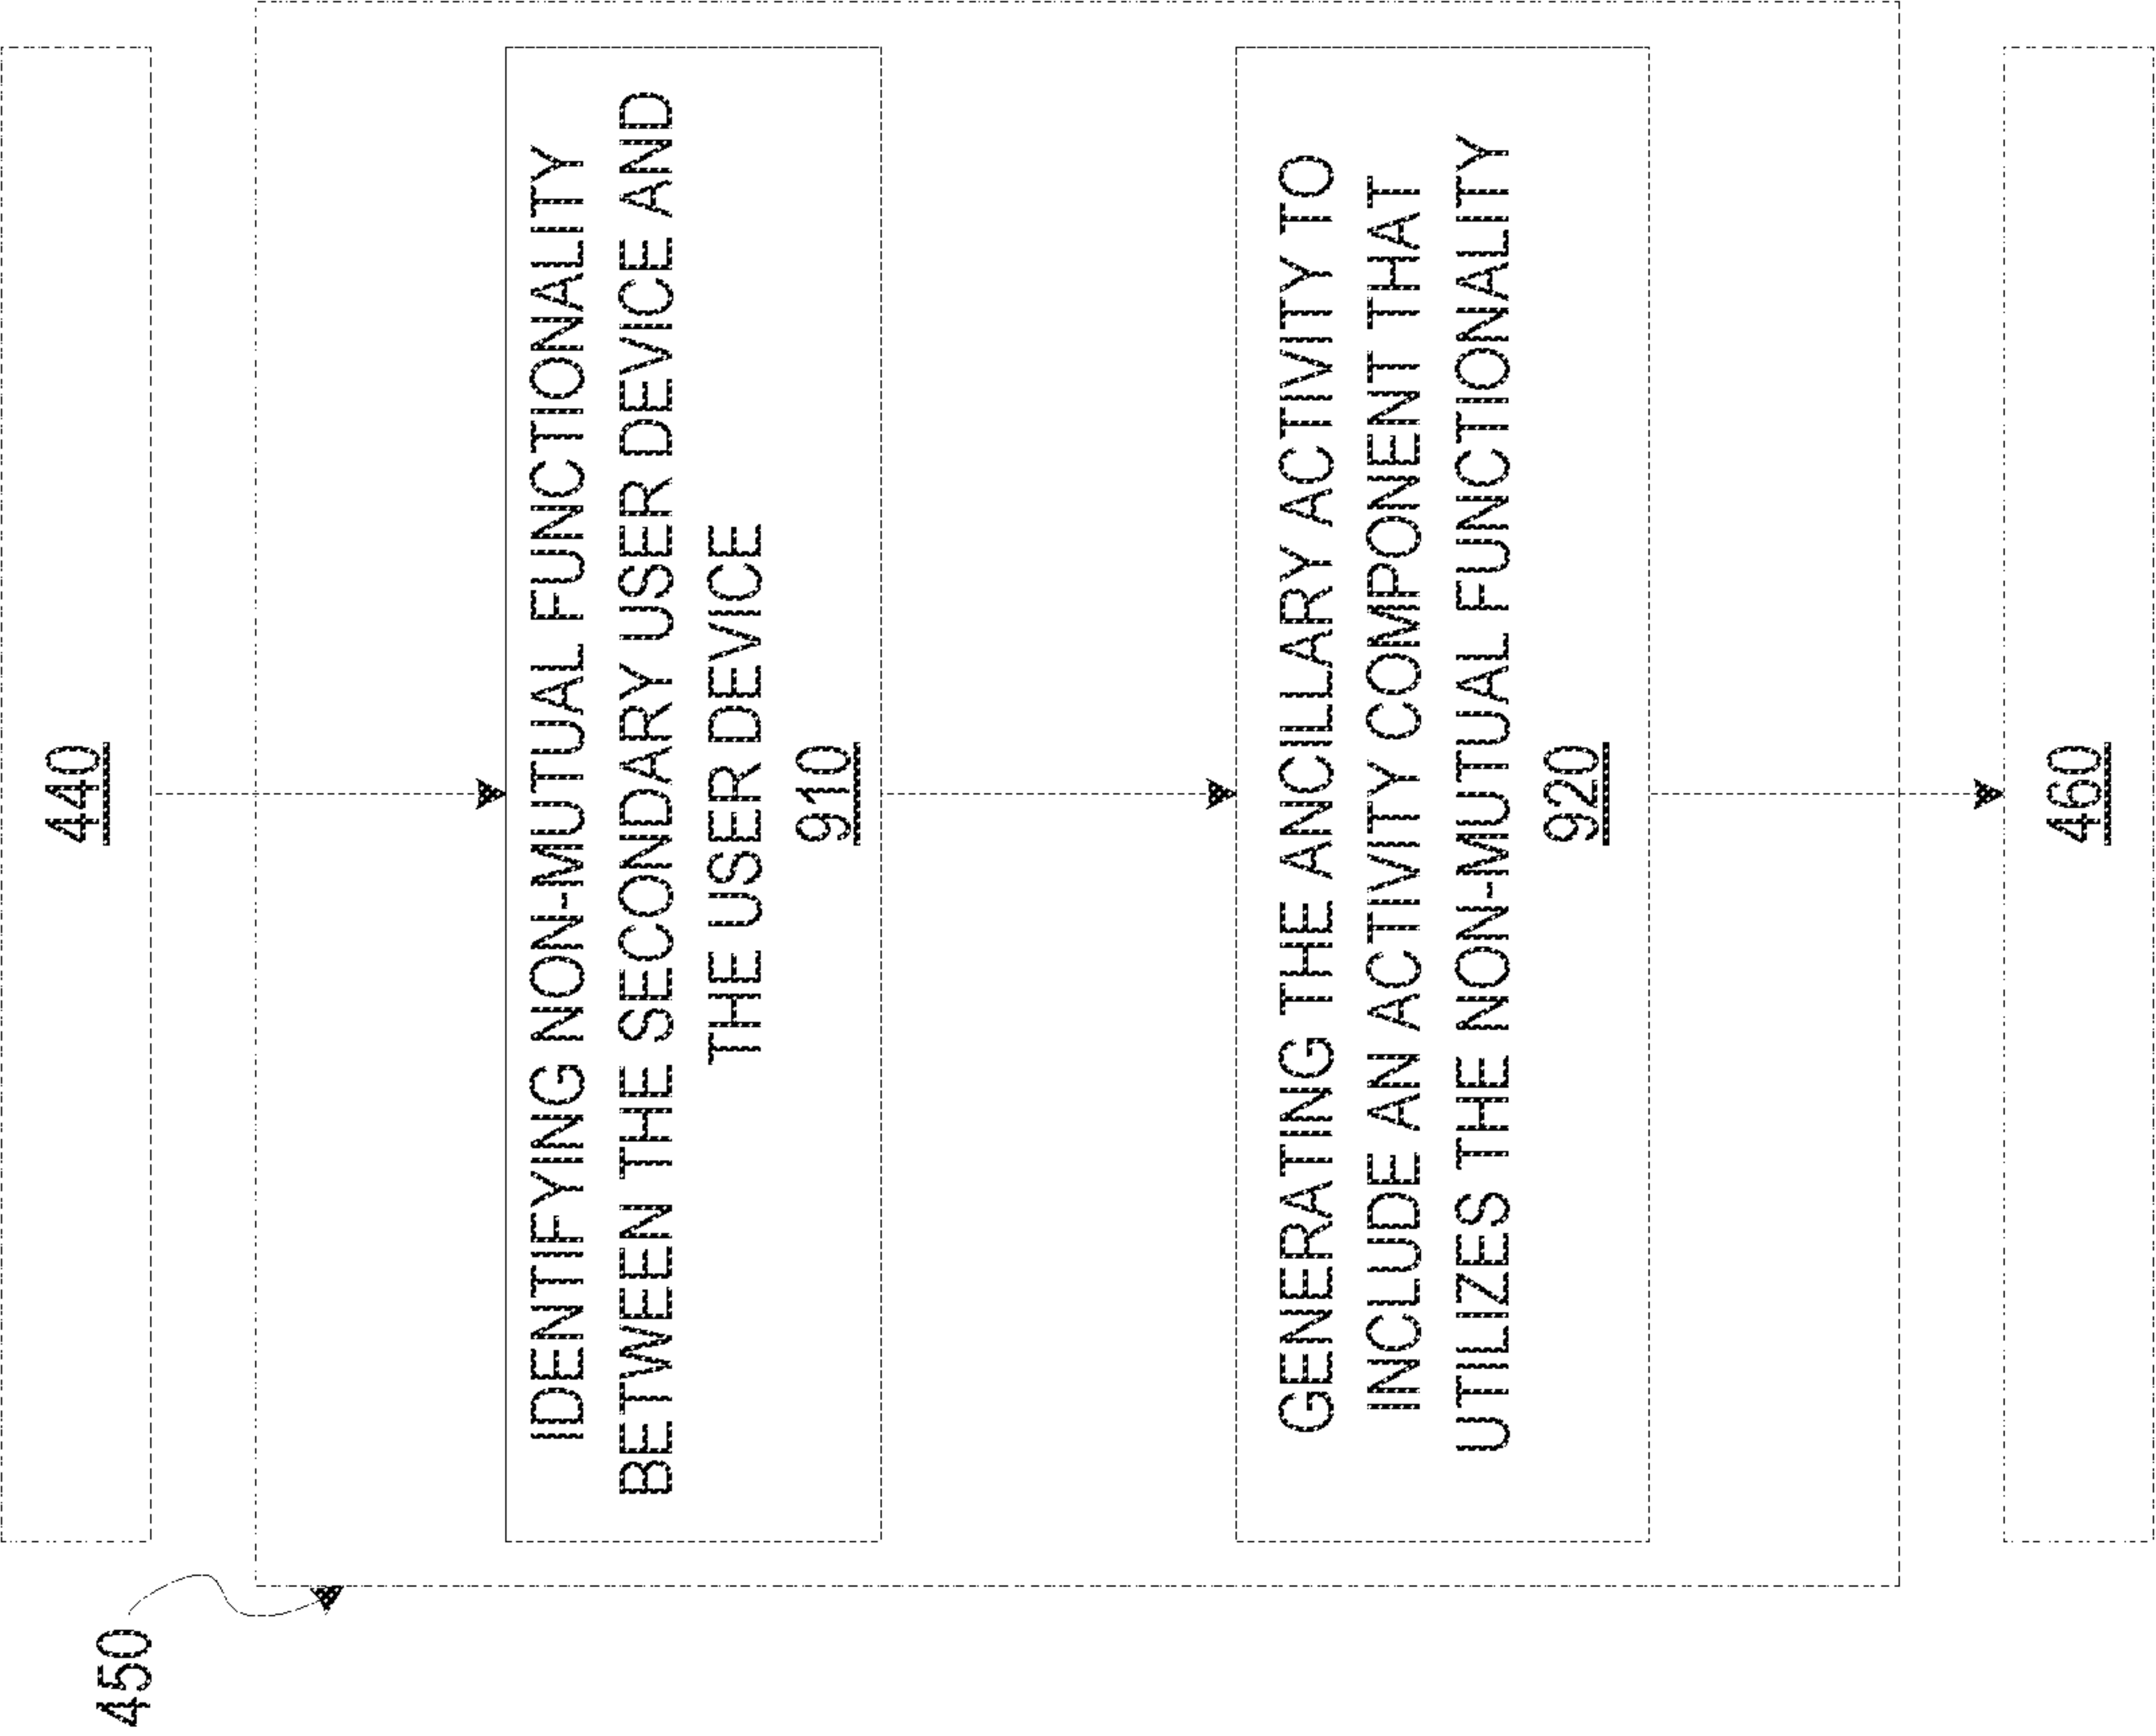 440
450
IDENTIFYING NON-MUTUAL FUNCTIONALITY
BETWEEN THE SECONDARY USER DEVICE AND
THE USER DEVICE
910
GENERATING THE ANCILLARY ACTIVITY TO
INCLUDE AN ACTIVITY COMPONENT THAT
UTILIZES THE NON-MUTUAL FUNCTIONALITY
920
460